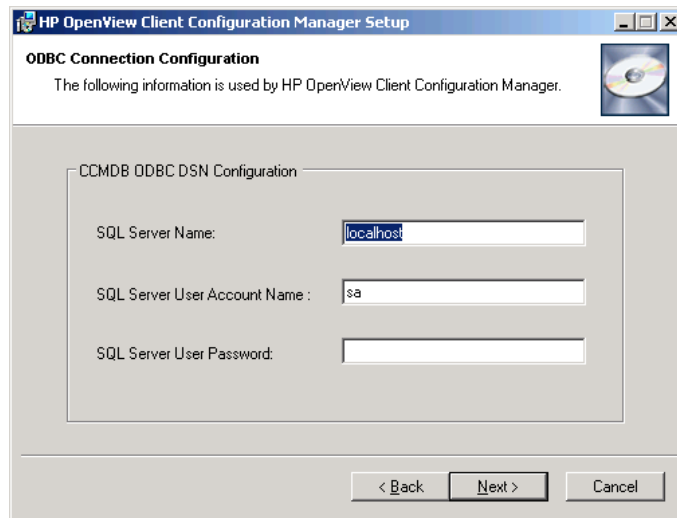 HP OpenView Client Configuration Manager Setup
ODBC Connection Configuration
The following information is used by HP OpenView Client Configuration Manager.
CCMDB ODBC DSN Configuration
SQL Server Name:
localhost
SQL Server User Account Name :
sa
SQL Server User Password:
< Back
Next >
Cancel